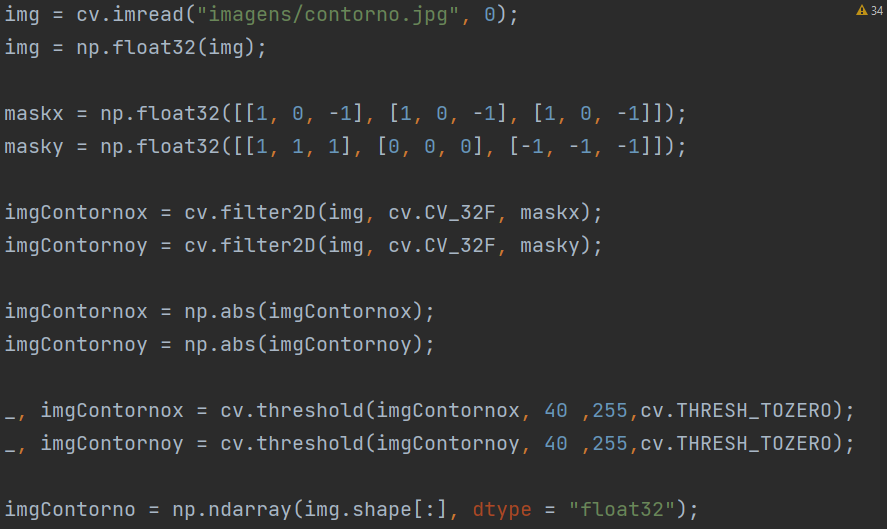 img = cv.imread("imagens/contorno.jpg", 0);
34
img = np.float32(img);
maskx = np.float32([[1, 0, -1], [1, 0, -1], [1, 0, -1]]);
masky = np.float32([[1, 1, 1], [0, 0, 0], [-1, -1, -1]]);
imgContornox = cv.filter2D(img, cv.CV_32F, maskx);
imgContornoy = cv.filter2D(img, cv.CV_32F, masky);
imgContornox = np.abs(imgContornox);
imgContornoy = np.abs(imgContornoy);
_, imgContornox = cv.threshold(imgContornox, 40 ,255,cv.THRESH_TOZERO);
_, imgContornoy = cv.threshold(imgContornoy, 40 ,255,cv.THRESH_TOZERO);
imgContorno = np.ndarray(img.shape[:], dtype = "float32");